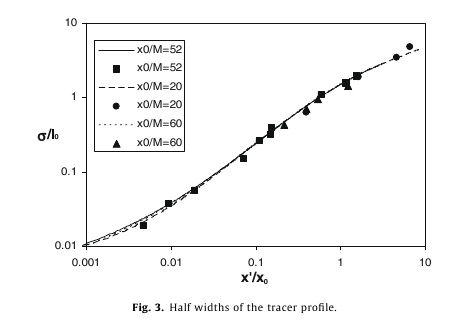 10
1
0.1
0.01
σ/l₀
x0/M=52
x0/M=52
x0/M=20
x0/M=20
x0/M=60
x0/M=60
0.001 0.01 0.1 1 10
x'/x₀
Fig. 3. Half widths of the tracer profile.